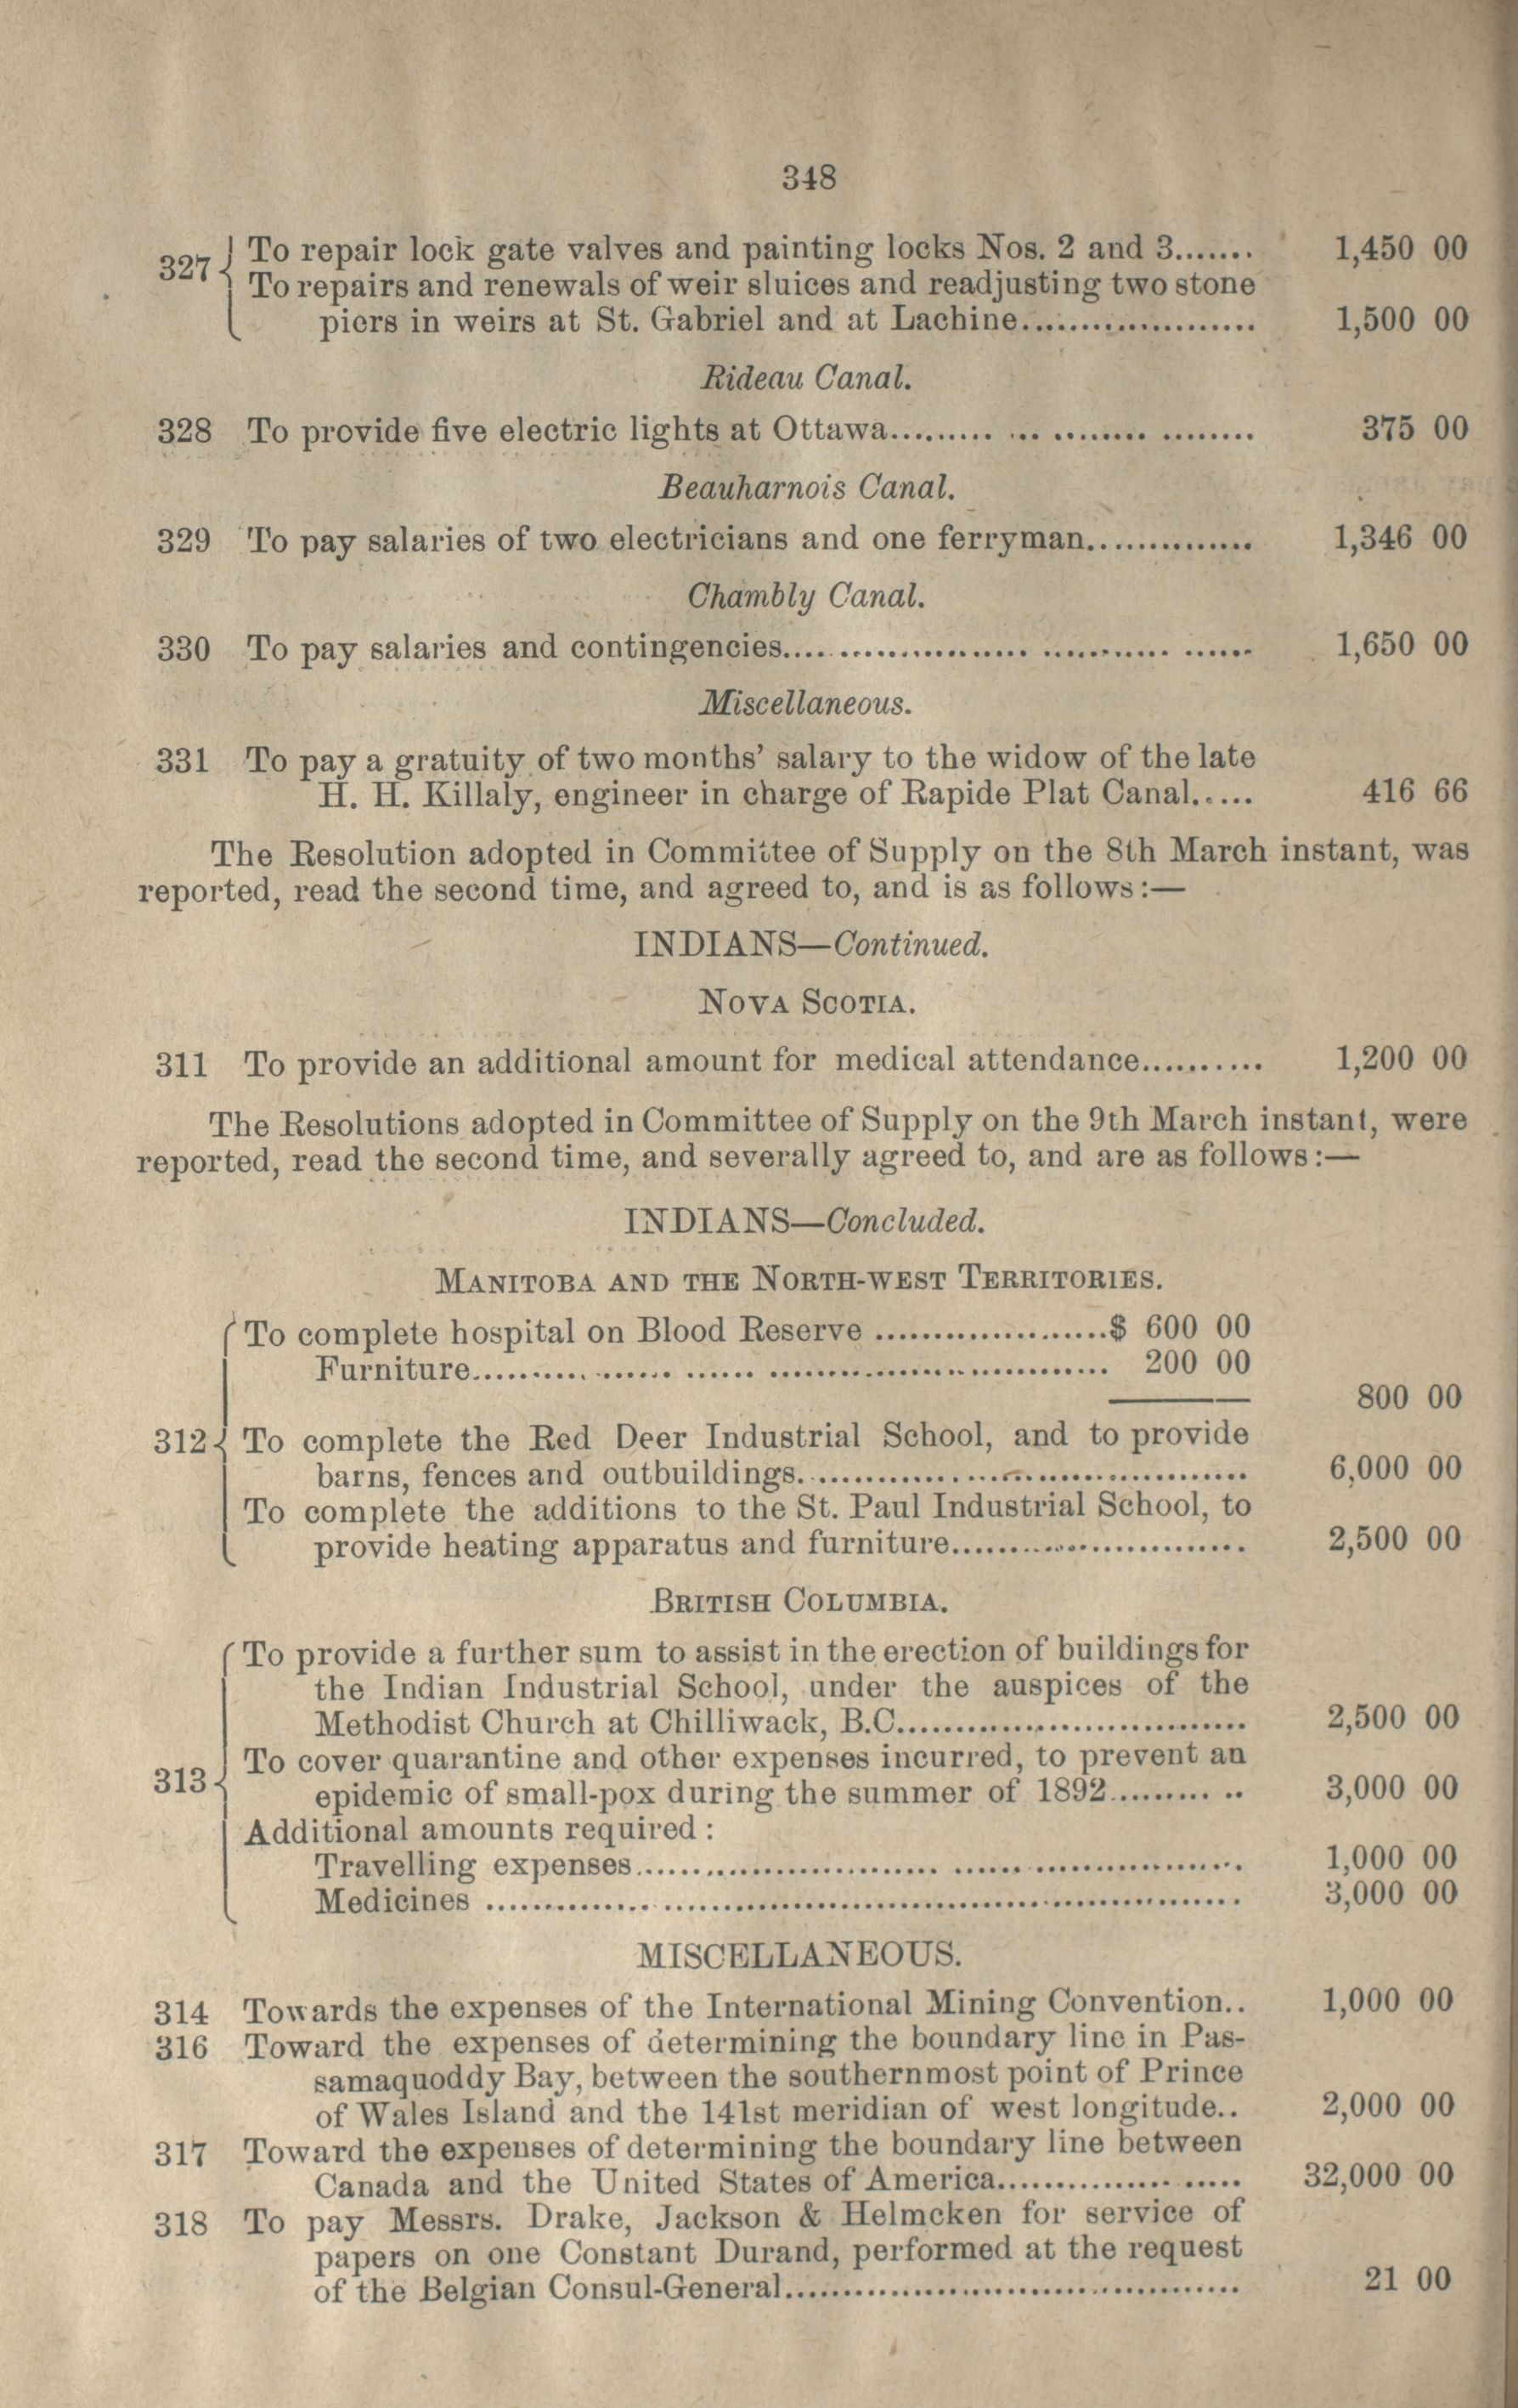 348
327 { To repair lock gate valves and painting locks Nos. 2 and 3....... 1,450 00
To repairs and renewals of weir sluices and readjusting two stone
piers in weirs at St. Gabriel and at Lachine..................... 1,500 00
Rideau Canal.
328 To provide five electric lights at Ottawa.......... ... ........ ........ 375 00
Beauharnois Canal.
329 To pay salaries of two electricians and one ferryman............... 1,346 00
Chambly Canal.
330 To pay salaries and contingencies..... ................. ........... ...... 1,650 00
Miscellaneous.
331 To pay a gratuity of two months' salary to the widow of the late
H. H. Killaly, engineer in charge of Rapide Plat Canal..... 416 66
The Resolution adopted in Committee of Supply on the 8th March instant, was
reported, read the second time, and agreed to, and is as follows:—
INDIANS—Continued.
NOVA SCOTIA.
311 To provide an additional amount for medical attendance........... 1,200 00
The Resolutions adopted in Committee of Supply on the 9th March instant, were
reported, read the second time, and severally agreed to, and are as follows:—
INDIANS—Concluded.
MANITOBA AND THE NORTH-WEST TERRITORIES.
To complete hospital on Blood Reserve .....................$ 600 00
Furniture.......... ....... ...... .............................. 200 00
800 00
312 { To complete the Red Deer Industrial School, and to provide
barns, fences and outbuildings. ..................................... 6,000 00
To complete the additions to the St. Paul Industrial School, to
provide heating apparatus and furniture.......................... 2,500 00
BRITISH COLUMBIA.
To provide a further sum to assist in the erection of buildings for
the Indian Industrial School, under the auspices of the
Methodist Church at Chilliwack, B.C.............................. 2,500 00
To cover quarantine and other expenses incurred, to prevent an
313 { epidemic of small-pox during the summer of 1892......... .. 3,000 00
Additional amounts required :
Travelling expenses.......................... ...... .................. 1,000 00
Medicines .............. .................................................. 3,000 00
MISCELLANEOUS.
314 Towards the expenses of the International Mining Convention.. 1,000 00
316 Toward the expenses of determining the boundary line in Pas-
samaquoddy Bay, between the southernmost point of Prince
of Wales Island and the 141st meridian of west longitude.. 2,000 00
317 Toward the expenses of determining the boundary line between
Canada and the United States of America............... ..... 32,000 00
318 To pay Messrs. Drake, Jackson & Helmcken for service of
papers on one Constant Durand, performed at the request
of the Belgian Consul-General....................................... 21 00